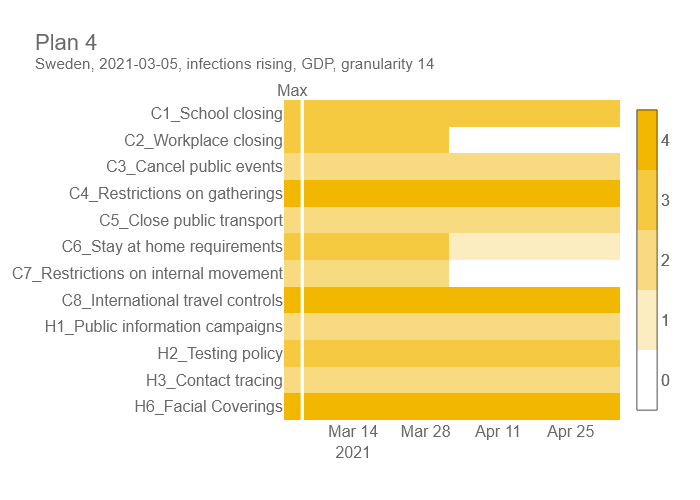 Plan 4
Sweden, 2021-03-05, infections rising, GDP, granularity 14
Max
C1_School closing
C2_Workplace closing
C3_Cancel public events
C4_Restrictions on gatherings
C5_Close public transport
C6_Stay at home requirements
C7_Restrictions on internal movement
C8_International travel controls
H1_Public information campaigns
H2_Testing policy
H3_Contact tracing
H6_Facial Coverings
Mar 14 Mar 28 Apr 11 Apr 25
2021
4
3
2
1
0